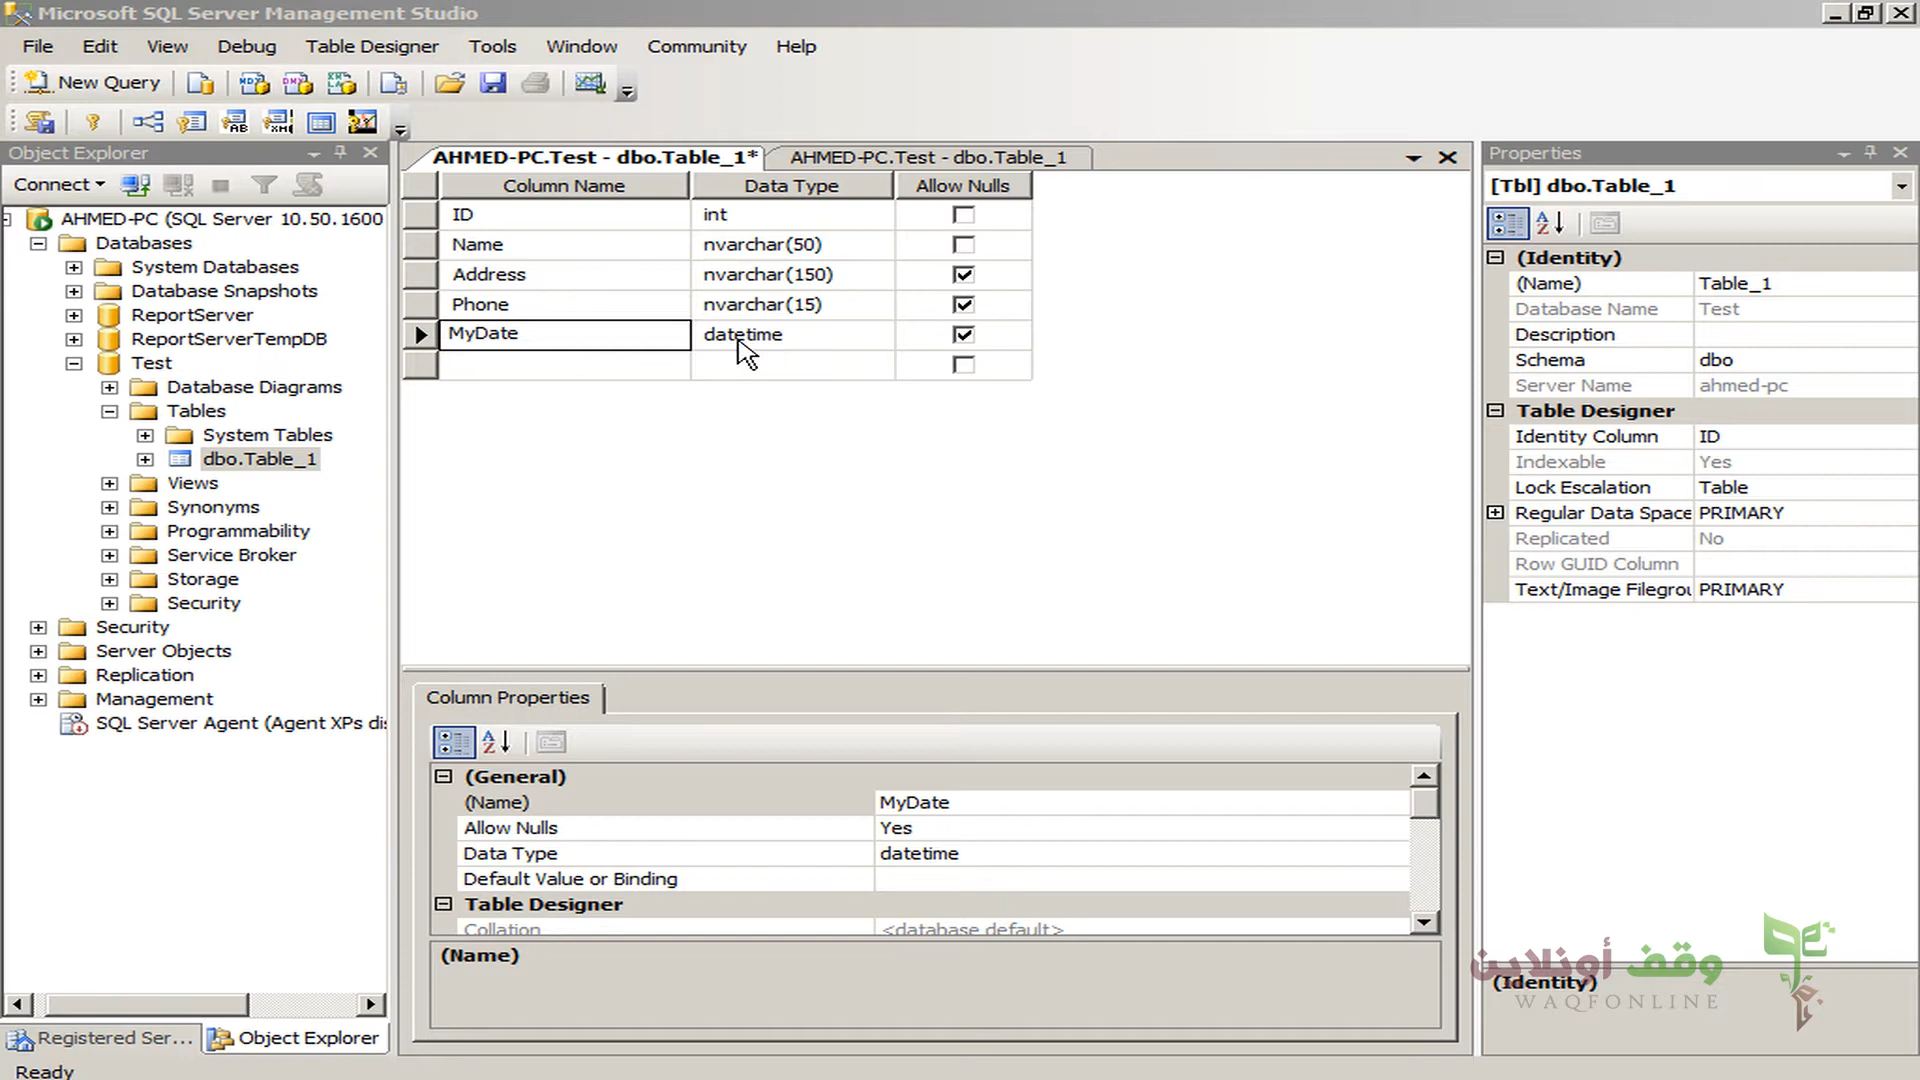 Microsoft SQL Server Management Studio
File Edit View Debug Table Designer Tools Window Community Help
New Query
Object Explorer
Connect
AHMED-PC (SQL Server 10.50.1600
Databases
System Databases
Database Snapshots
ReportServer
ReportServerTempDB
Test
Database Diagrams
Tables
System Tables
dbo.Table_1
Views
Synonyms
Programmability
Service Broker
Storage
Security
Security
Server Objects
Replication
Management
SQL Server Agent (Agent XPs dis
Registered Ser... Object Explorer
Ready
AHMED-PC.Test - dbo.Table_1* AHMED-PC.Test - dbo.Table_1
Column Name Data Type Allow Nulls
ID int
Name nvarchar(50)
Address nvarchar(150)
Phone nvarchar(15)
MyDate datetime
Column Properties
(General)
(Name) MyDate
Allow Nulls Yes
Data Type datetime
Default Value or Binding
Table Designer
Collation <database default>
(Name)
Properties
[Tbl] dbo.Table_1
(Identity)
(Name) Table_1
Database Name Test
Description
Schema dbo
Server Name ahmed-pc
Table Designer
Identity Column ID
Indexable Yes
Lock Escalation Table
Regular Data Space PRIMARY
Replicated No
Row GUID Column
Text/Image Filegrou PRIMARY
(Identity)
وقف أونلاين
WAQFONLINE